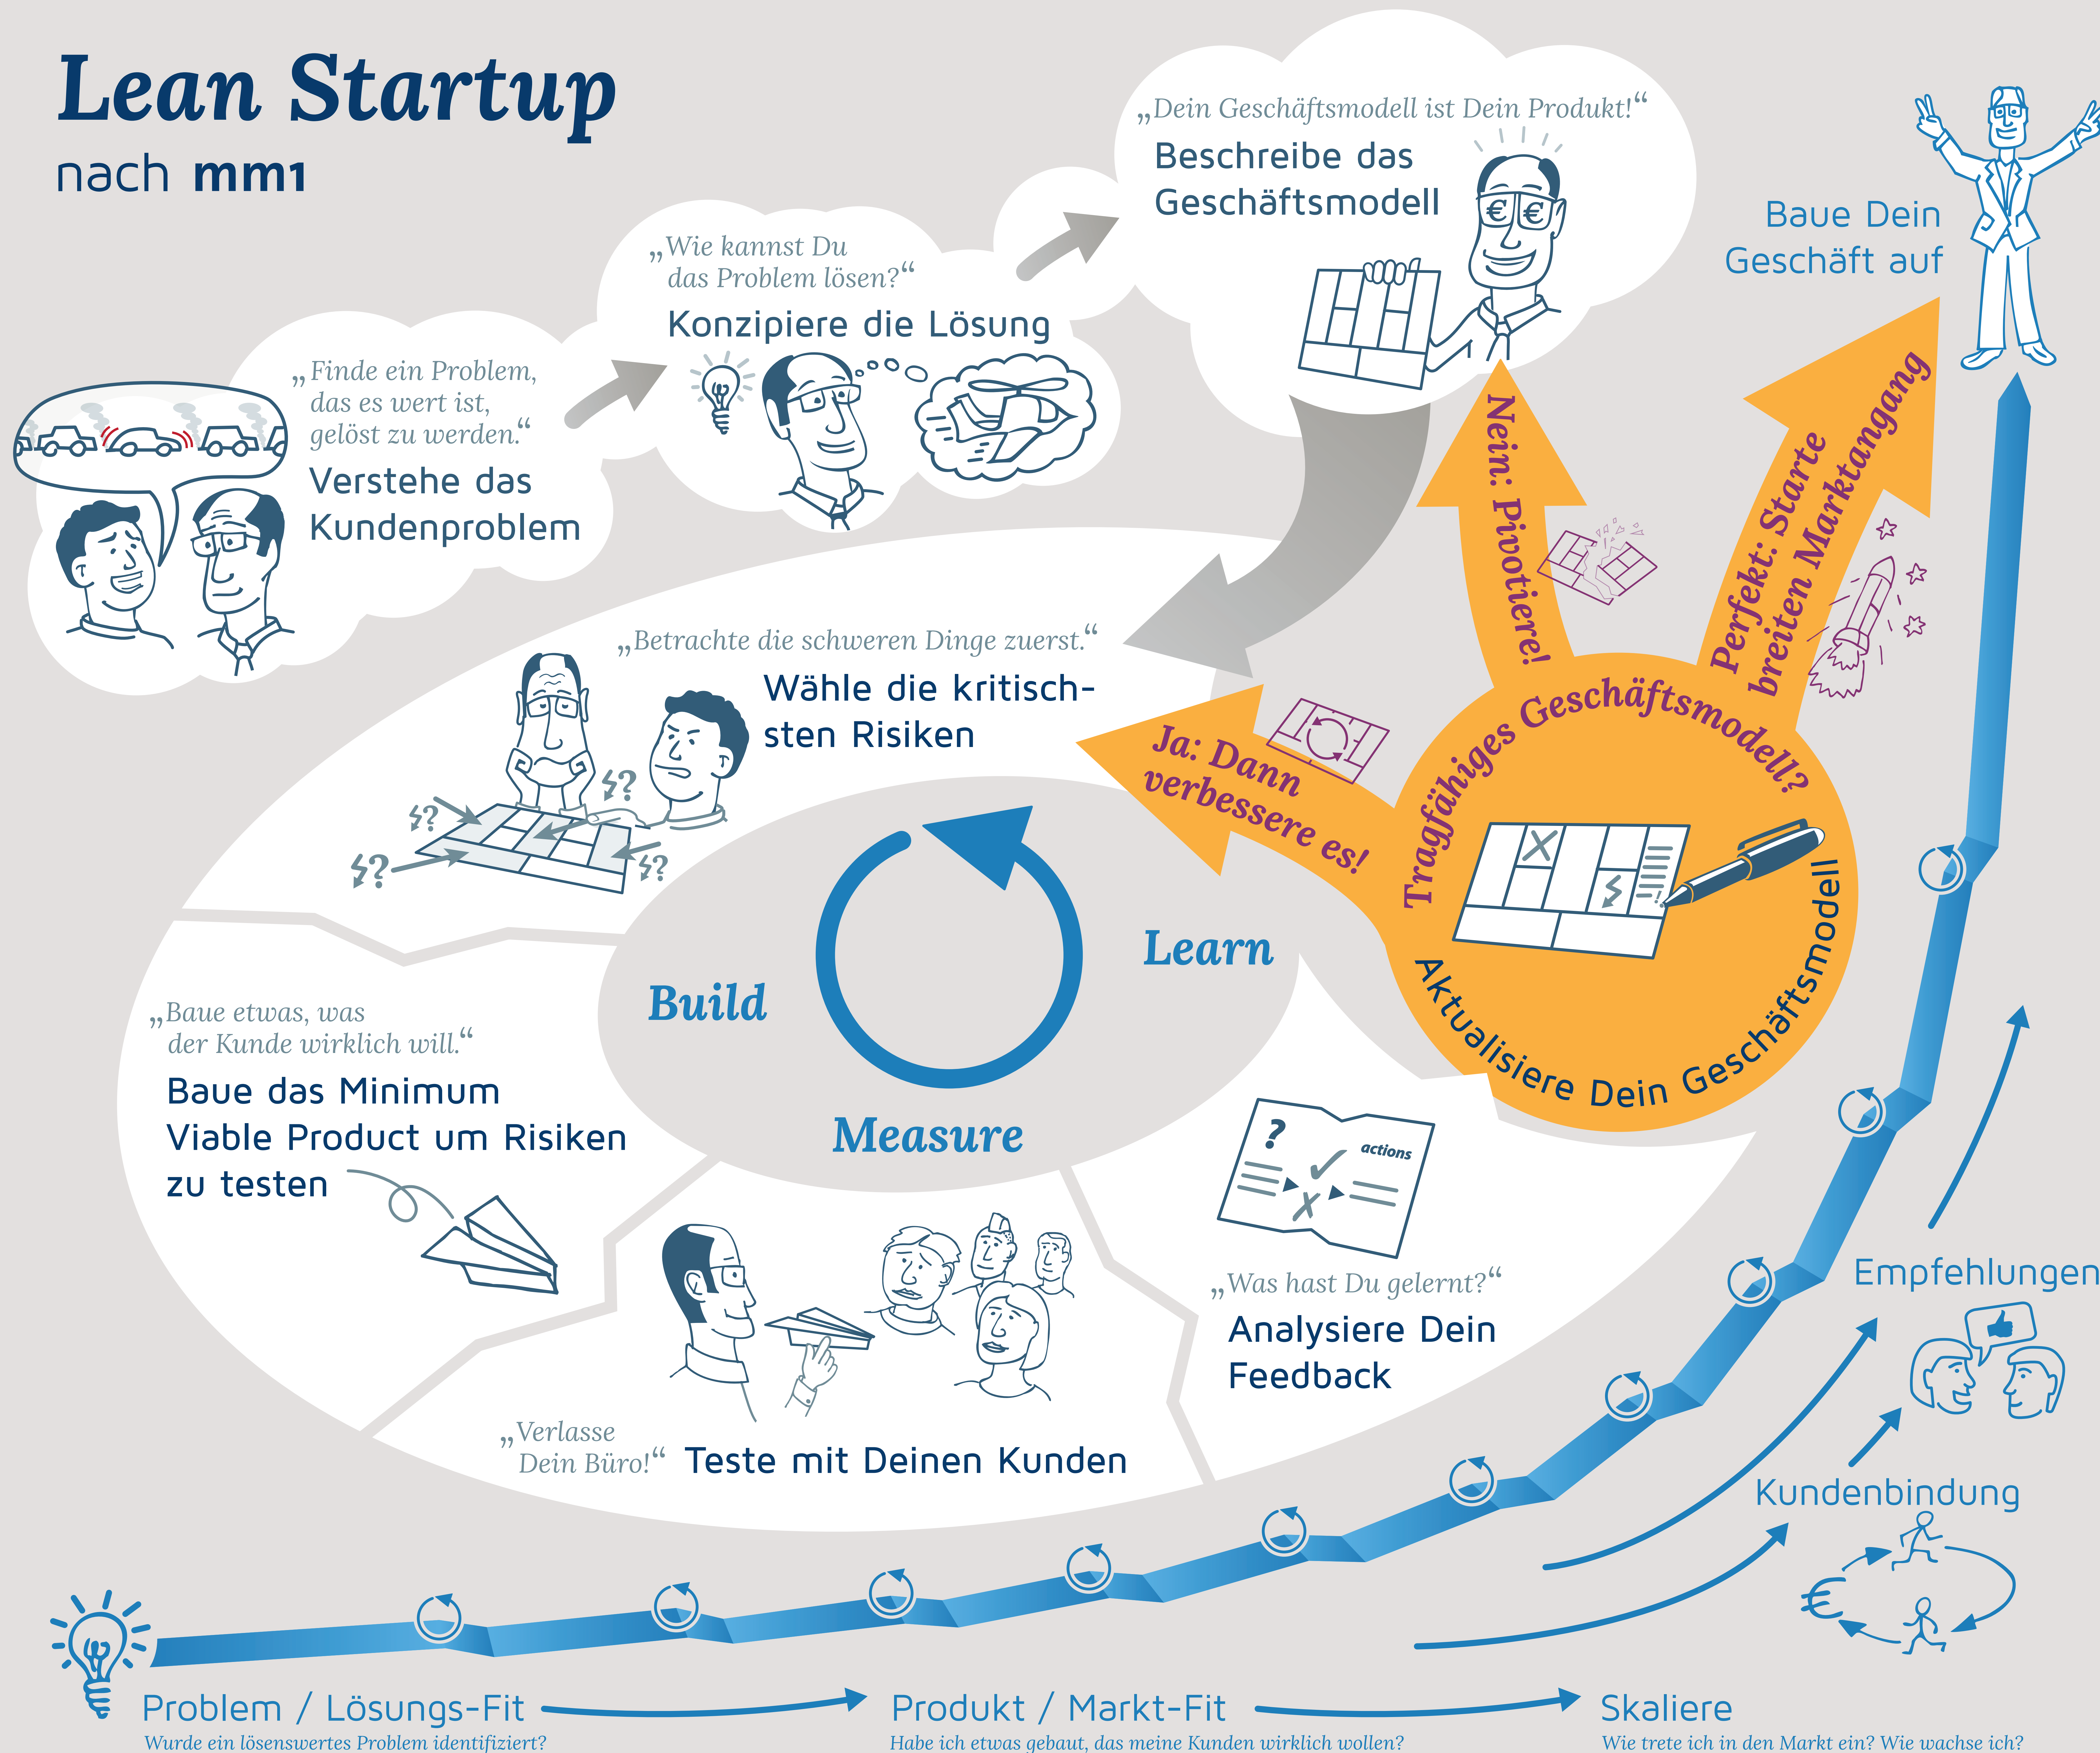 Lean Startup
nach mm1
„Finde ein Problem,
das es wert ist,
gelöst zu werden.“
Verstehe das
Kundenproblem
„Wie kannst Du
das Problem lösen?“
Konzipiere die Lösung
„Dein Geschäftsmodell ist Dein Produkt!“
Beschreibe das
Geschäftsmodell
€ €
Baue Dein
Geschäft auf
Nein: Pivotiere!
Perfekt: Starte
breiten Marktangang
„Betrachte die schweren Dinge zuerst.“
Wähle die kritisch-
sten Risiken
?
?
?
?
Ja: Dann
verbessere es!
Tragfähiges Geschäftsmodell?
!
Aktualisiere Dein Geschäftsmodell
Build
Measure
Learn
„Baue etwas, was
der Kunde wirklich will.“
Baue das Minimum
Viable Product um Risiken
zu testen
„Verlasse
Dein Büro!“
Teste mit Deinen Kunden
?
actions
„Was hast Du gelernt?“
Analysiere Dein
Feedback
Empfehlungen
Kundenbindung
€
Problem / Lösungs-Fit
Wurde ein lösenswertes Problem identifiziert?
Produkt / Markt-Fit
Habe ich etwas gebaut, das meine Kunden wirklich wollen?
Skaliere
Wie trete ich in den Markt ein? Wie wachse ich?